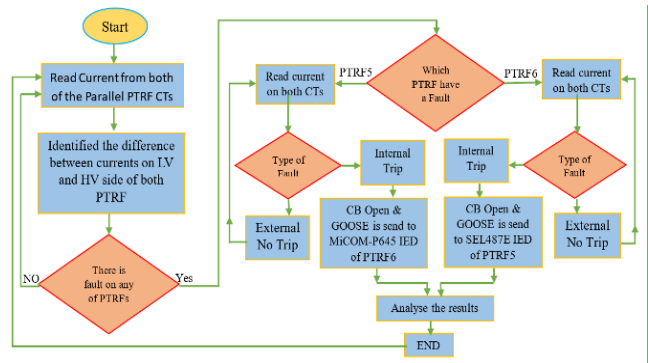 Start
Read Current from both
of the Parallel PTRF CTs
Identified the difference
between currents on LV
and HV side of both
PTRF
There is
fault on any
of PTRFs
NO
Yes
Which
PTRF have
a Fault
PTRF5
PTRF6
Read current
on both CTs
Type of
Fault
Internal
Trip
External
No Trip
CB Open &
GOOSE is send to
MiCOM-P645 IED
of PTRF6
Read current
on both CTs
Type of
Fault
Internal
Trip
External
No Trip
CB Open &
GOOSE is send
to SEL487E IED
of PTRF5
Analyse the results
END